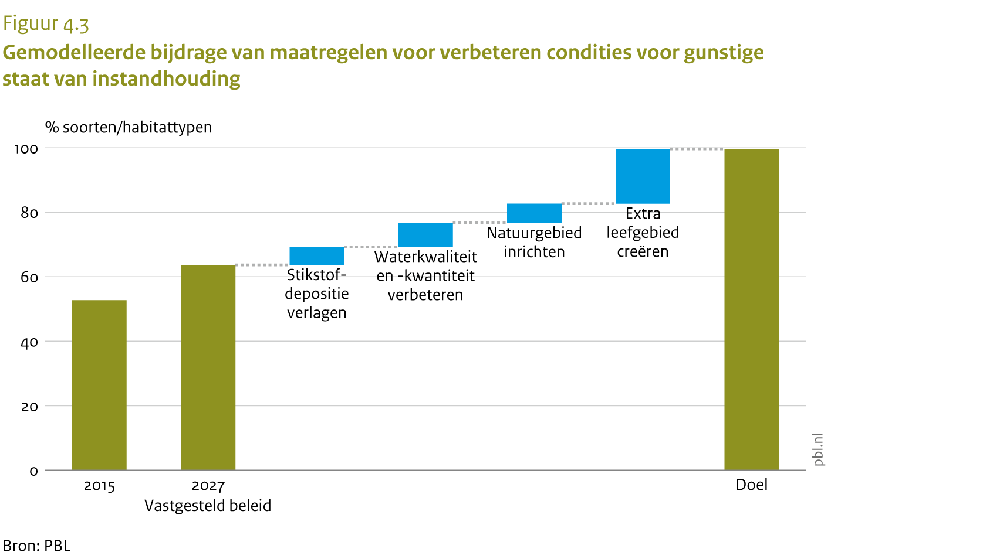 Figuur 4.3
Gemodelleerde bijdrage van maatregelen voor verbeteren condities voor gunstige
staat van instandhouding
% soorten/habitattypen
100
80
60
40
20
0
Stikstof-
depositie
verlagen
Waterkwaliteit
en -kwantiteit
verbeteren
Natuurgebied
inrichten
Extra
leefgebied
creëren
2015
2027
Vastgesteld beleid
Doel
pbl.nl
Bron: PBL